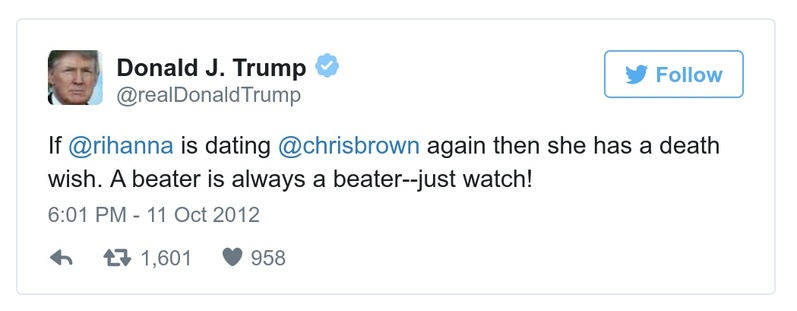 Donald J. Trump
@realDonaldTrump
Follow
If @rihanna is dating @chrisbrown again then she has a death
wish. A beater is always a beater--just watch!
6:01 PM - 11 Oct 2012
1,601 958